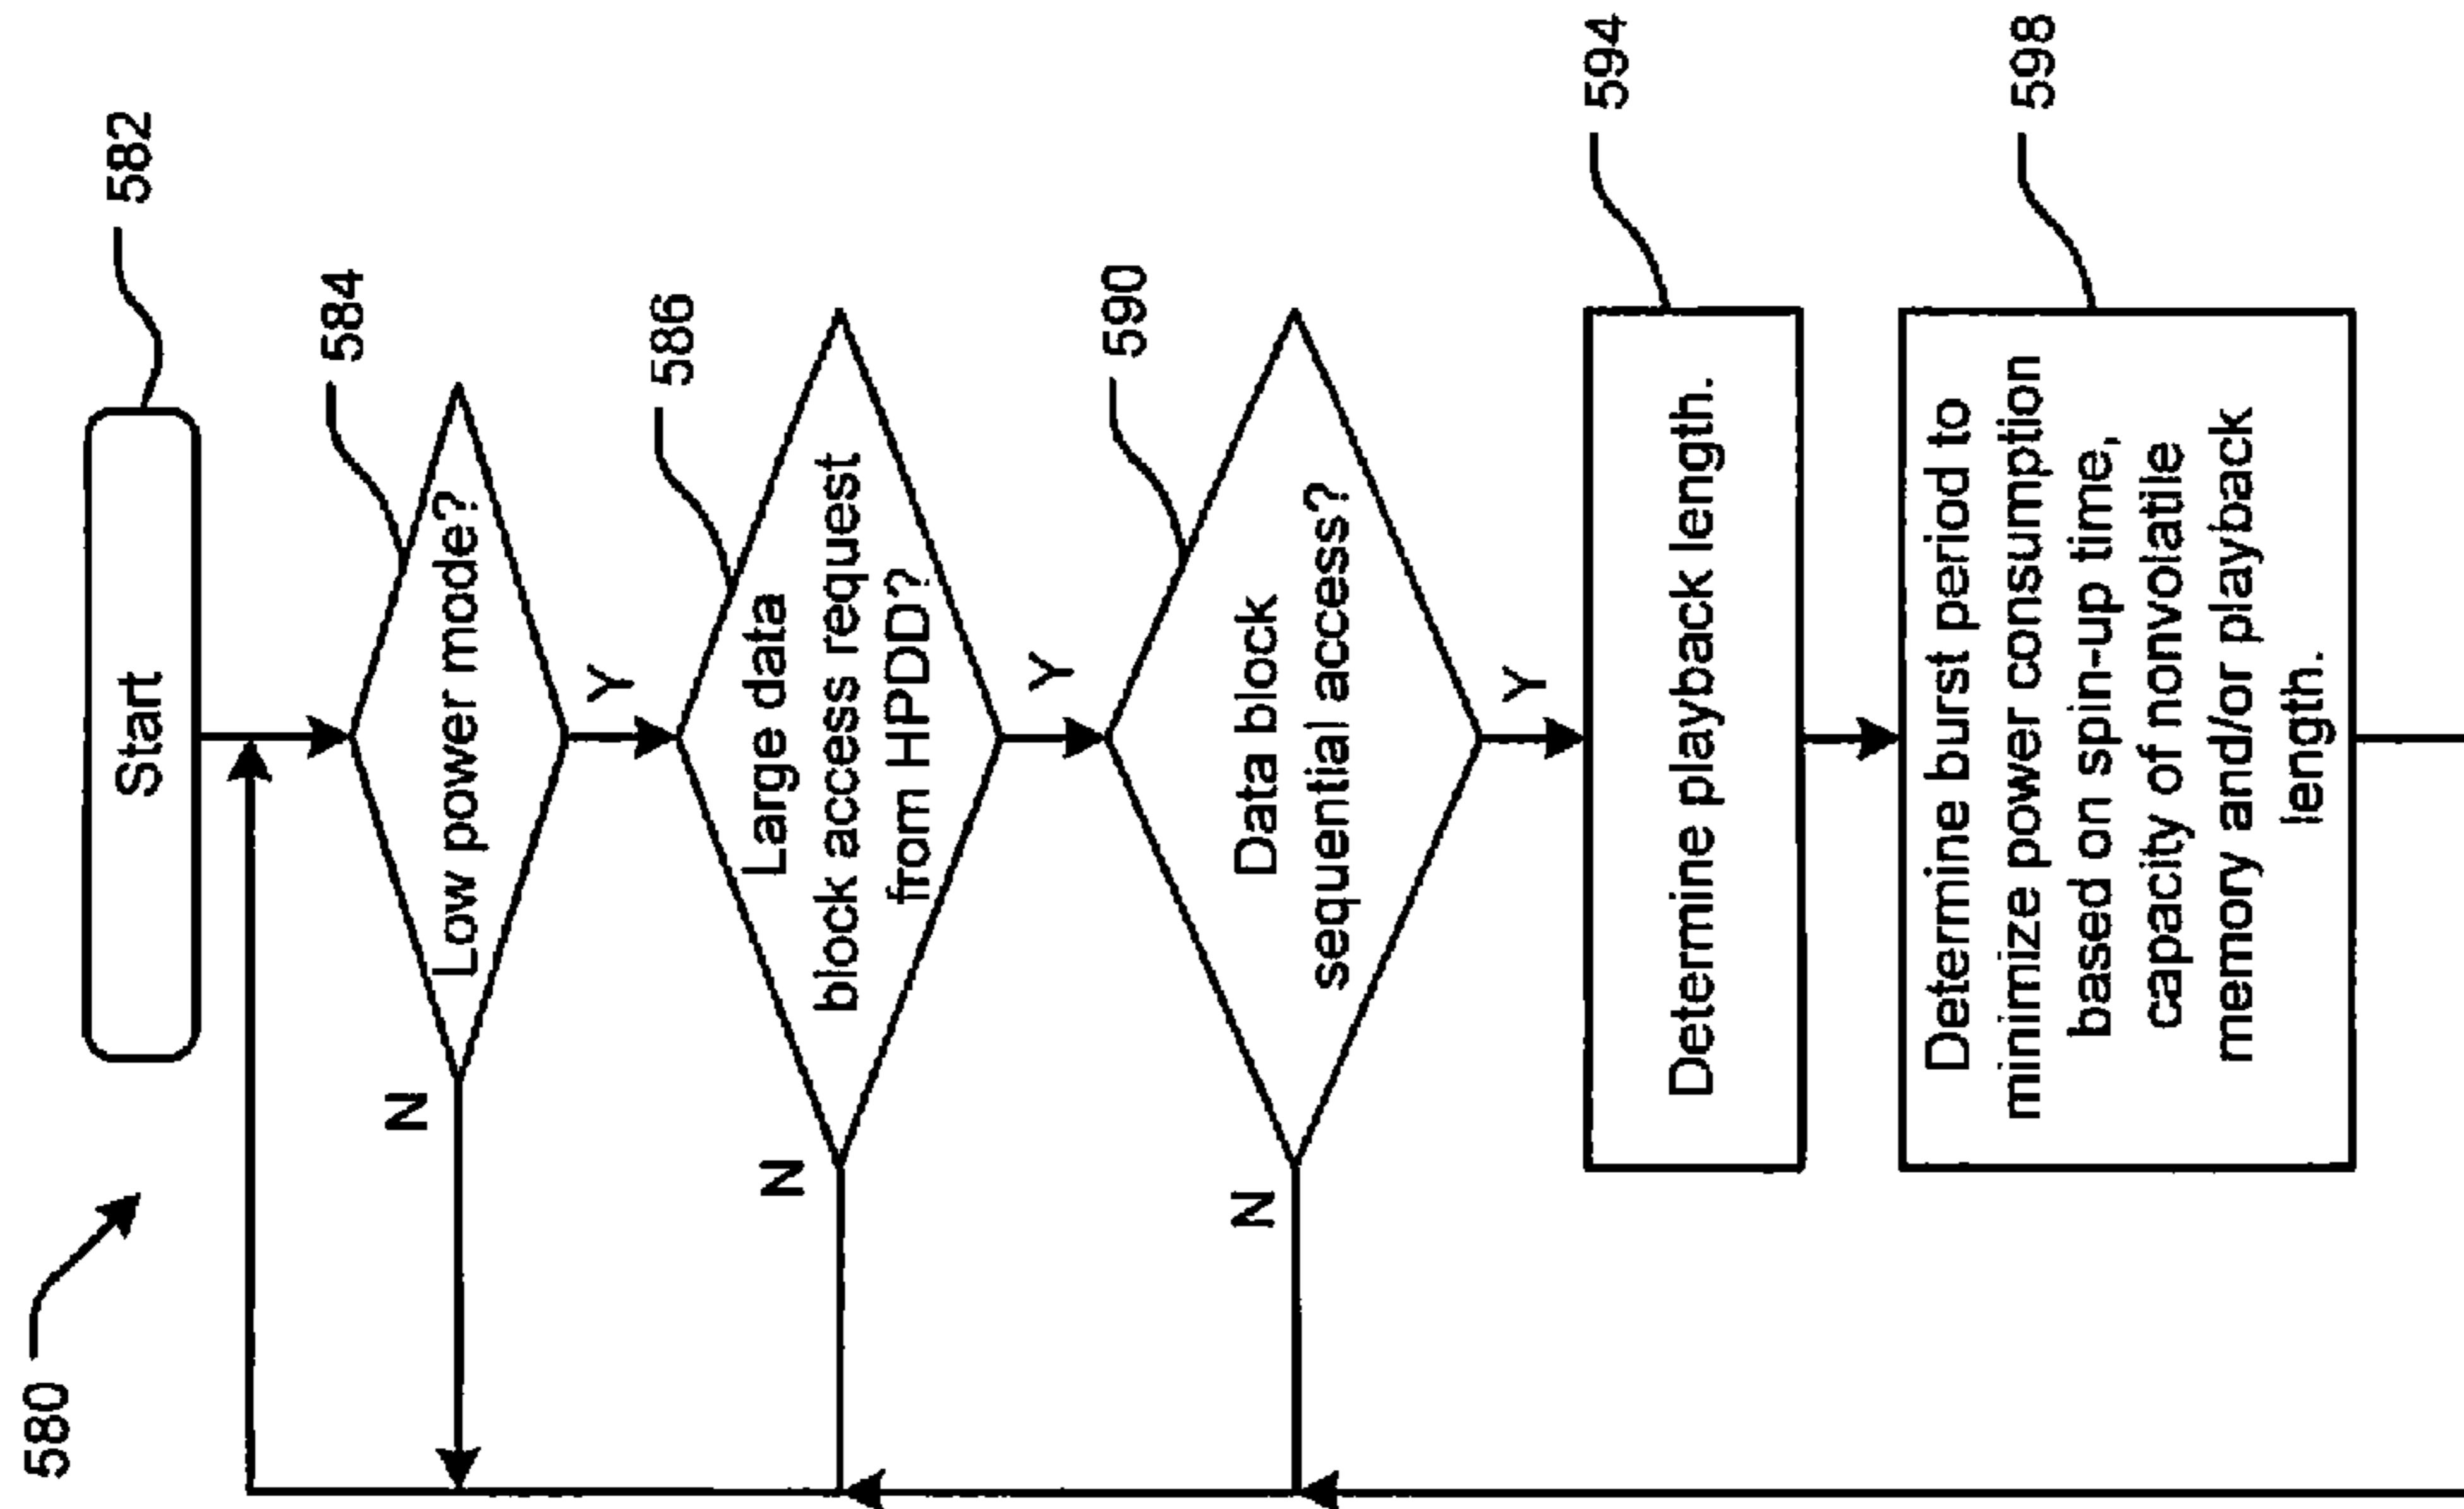 580
Start
582
584
Low power mode?
N
Y
586
Large data
block access request
from HPDD?
N
Y
590
Data block
sequential access?
N
Y
594
Determine playback length.
598
Determine burst period to
minimize power consumption
based on spin-up time,
capacity of nonvolatile
memory and/or playback
length.